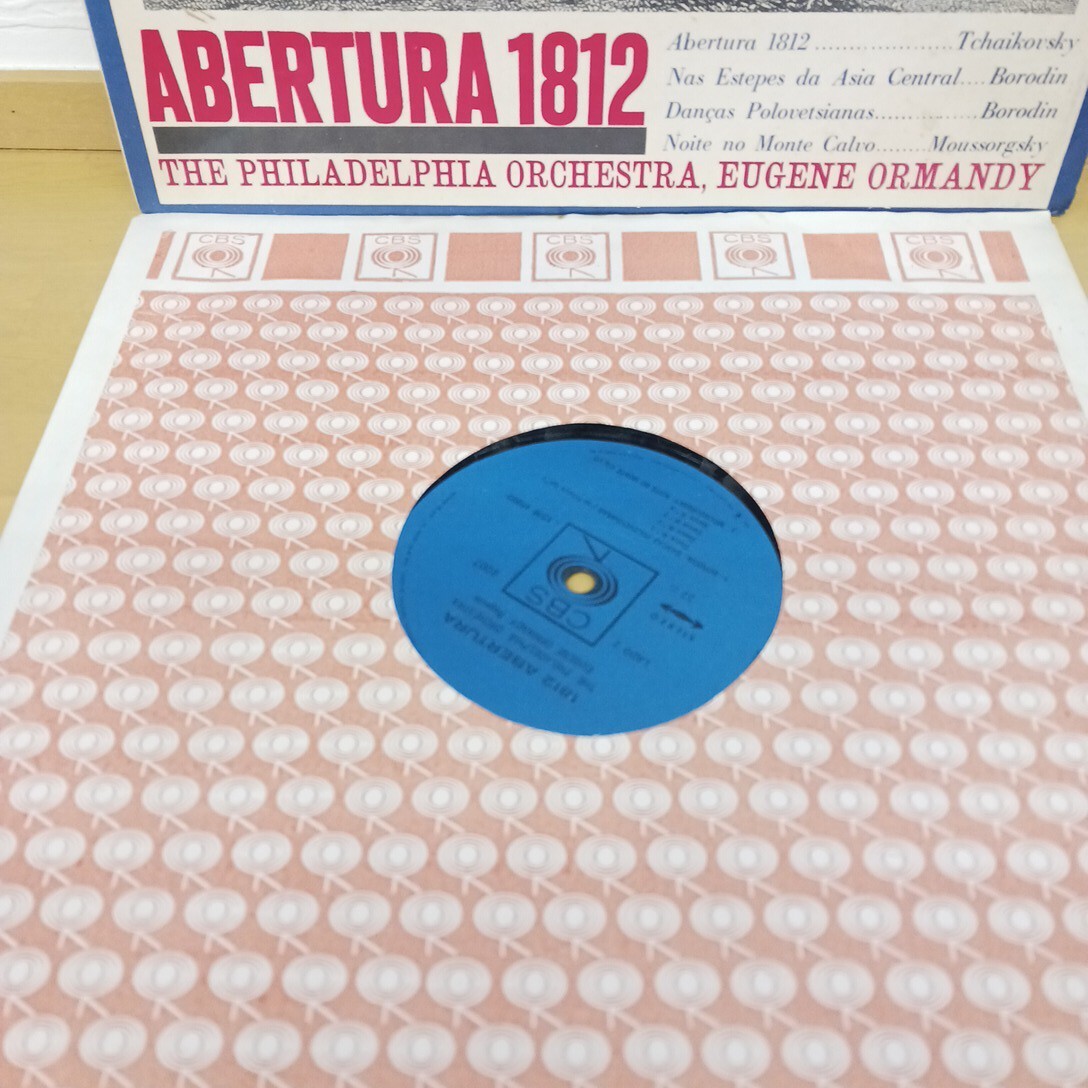 ABERTURA 1812
Abertura 1812 ..................... Tchaikovsky
Nas Estepes da Asia Central.... Borodin
Danças Polovetsianas............... Borodin
Noite no Monte Calvo........ Moussorgsky
THE PHILADELPHIA ORCHESTRA, EUGENE ORMANDY
CBS CBS CBS CBS CBS
CBS
STEREO
1812 ABERTURA